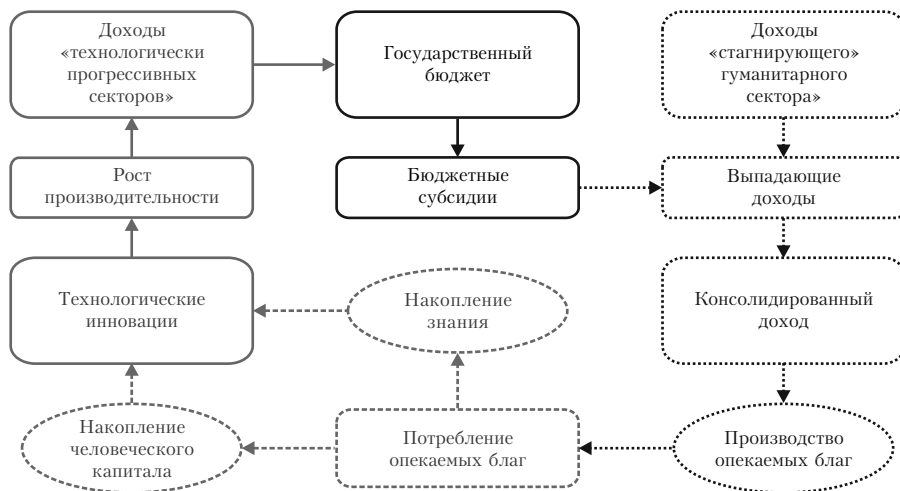 Доходы
«технологически
прогрессивных
секторов»
Государственный
бюджет
Доходы
«стагнирующего»
гуманитарного
сектора»
Рост
производительности
Бюджетные
субсидии
Выпадающие
доходы
Технологические
инновации
Накопление
знания
Консолидированный
доход
Накопление
человеческого
капитала
Потребление
опекаемых благ
Производство
опекаемых благ